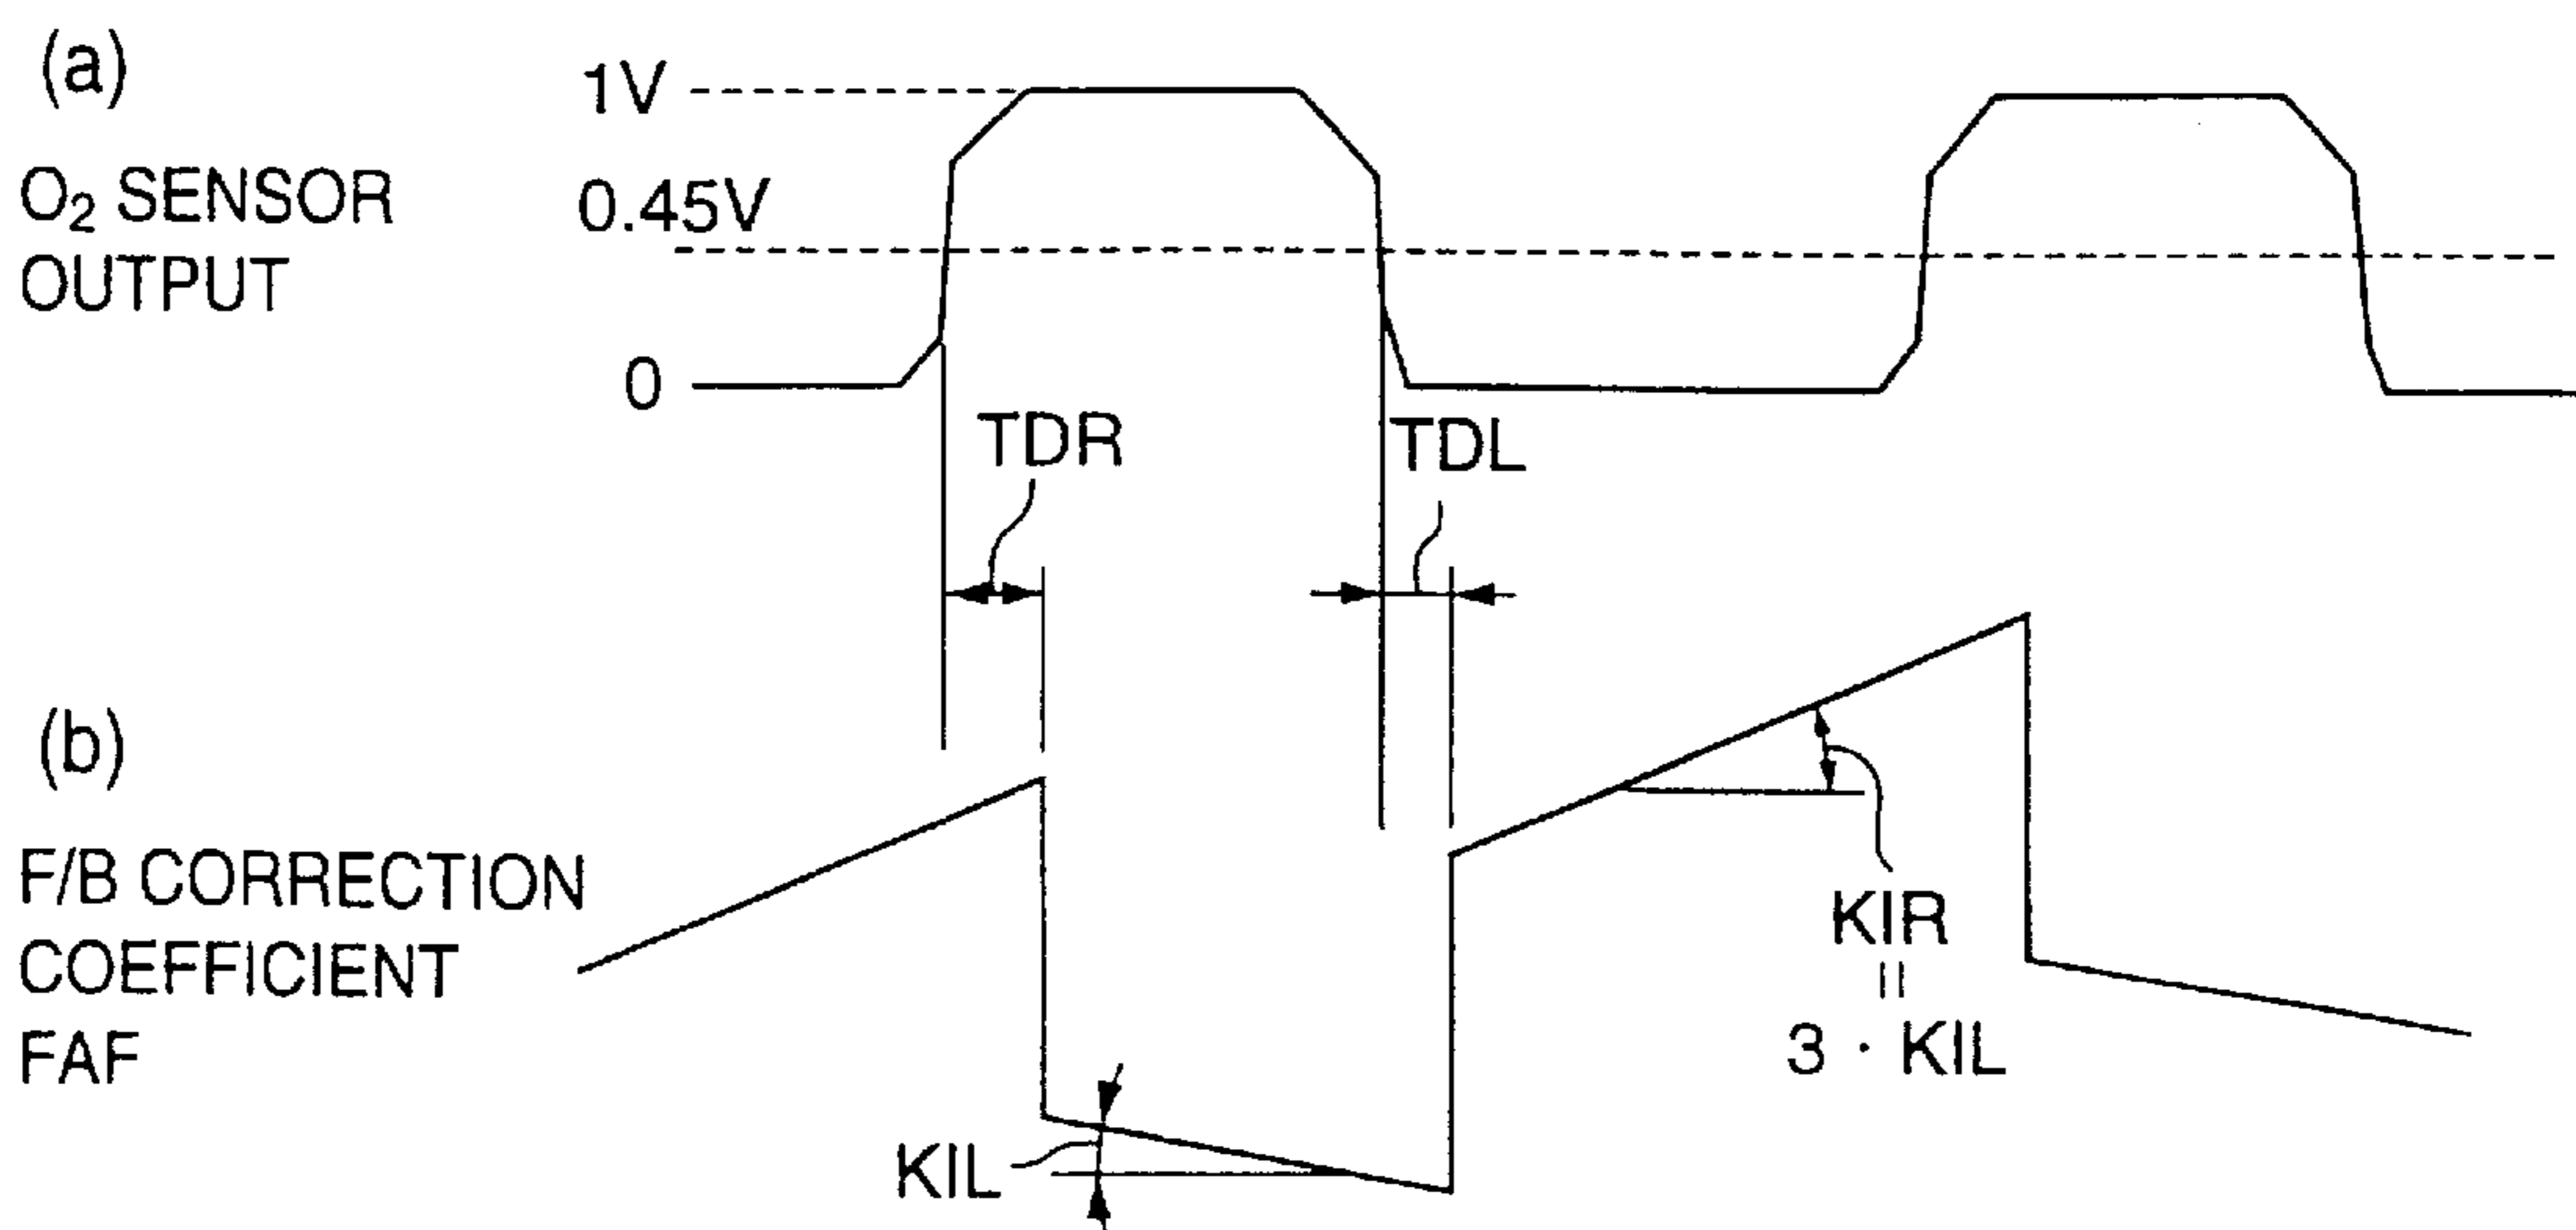 (a)
1V
O₂ SENSOR
OUTPUT
0.45V
0
TDR
TDL
(b)
F/B CORRECTION
COEFFICIENT
FAF
KIL
KIR
=
3 · KIL